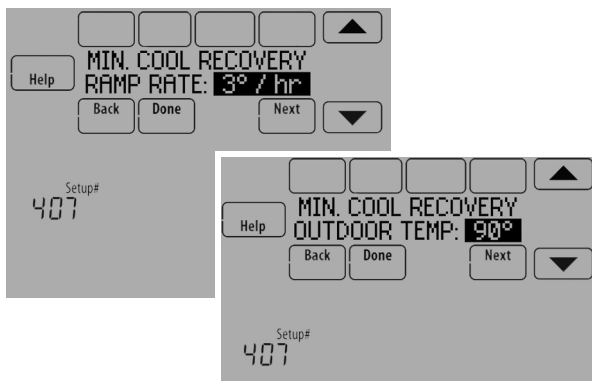 MIN. COOL RECOVERY
Help
RAMP RATE: 3° / hr
Back Done Next
Setup#
407
MIN. COOL RECOVERY
Help
OUTDOOR TEMP: 90°
Back Done Next
Setup#
407